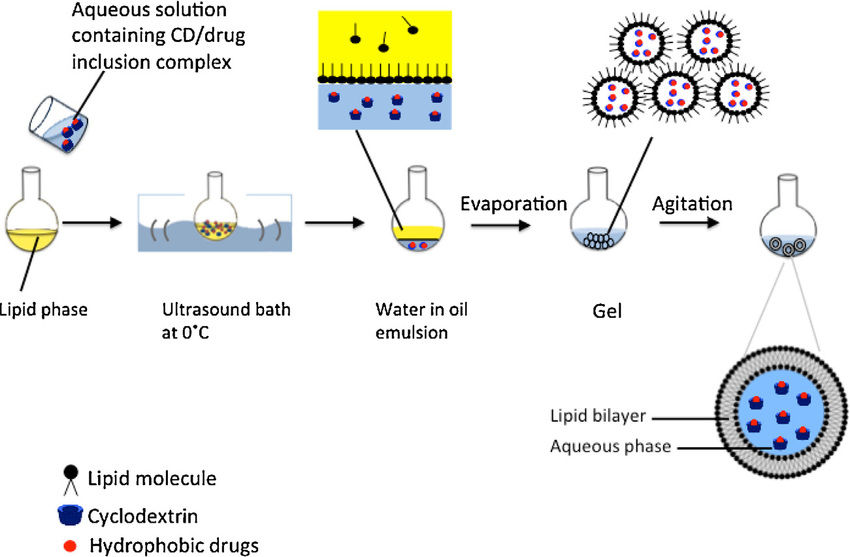 Aqueous solution
containing CD/drug
inclusion complex
Evaporation
Agitation
Lipid phase
Ultrasound bath
at 0˚C
Water in oil
emulsion
Gel
Lipid bilayer
Aqueous phase
Lipid molecule
Cyclodextrin
Hydrophobic drugs